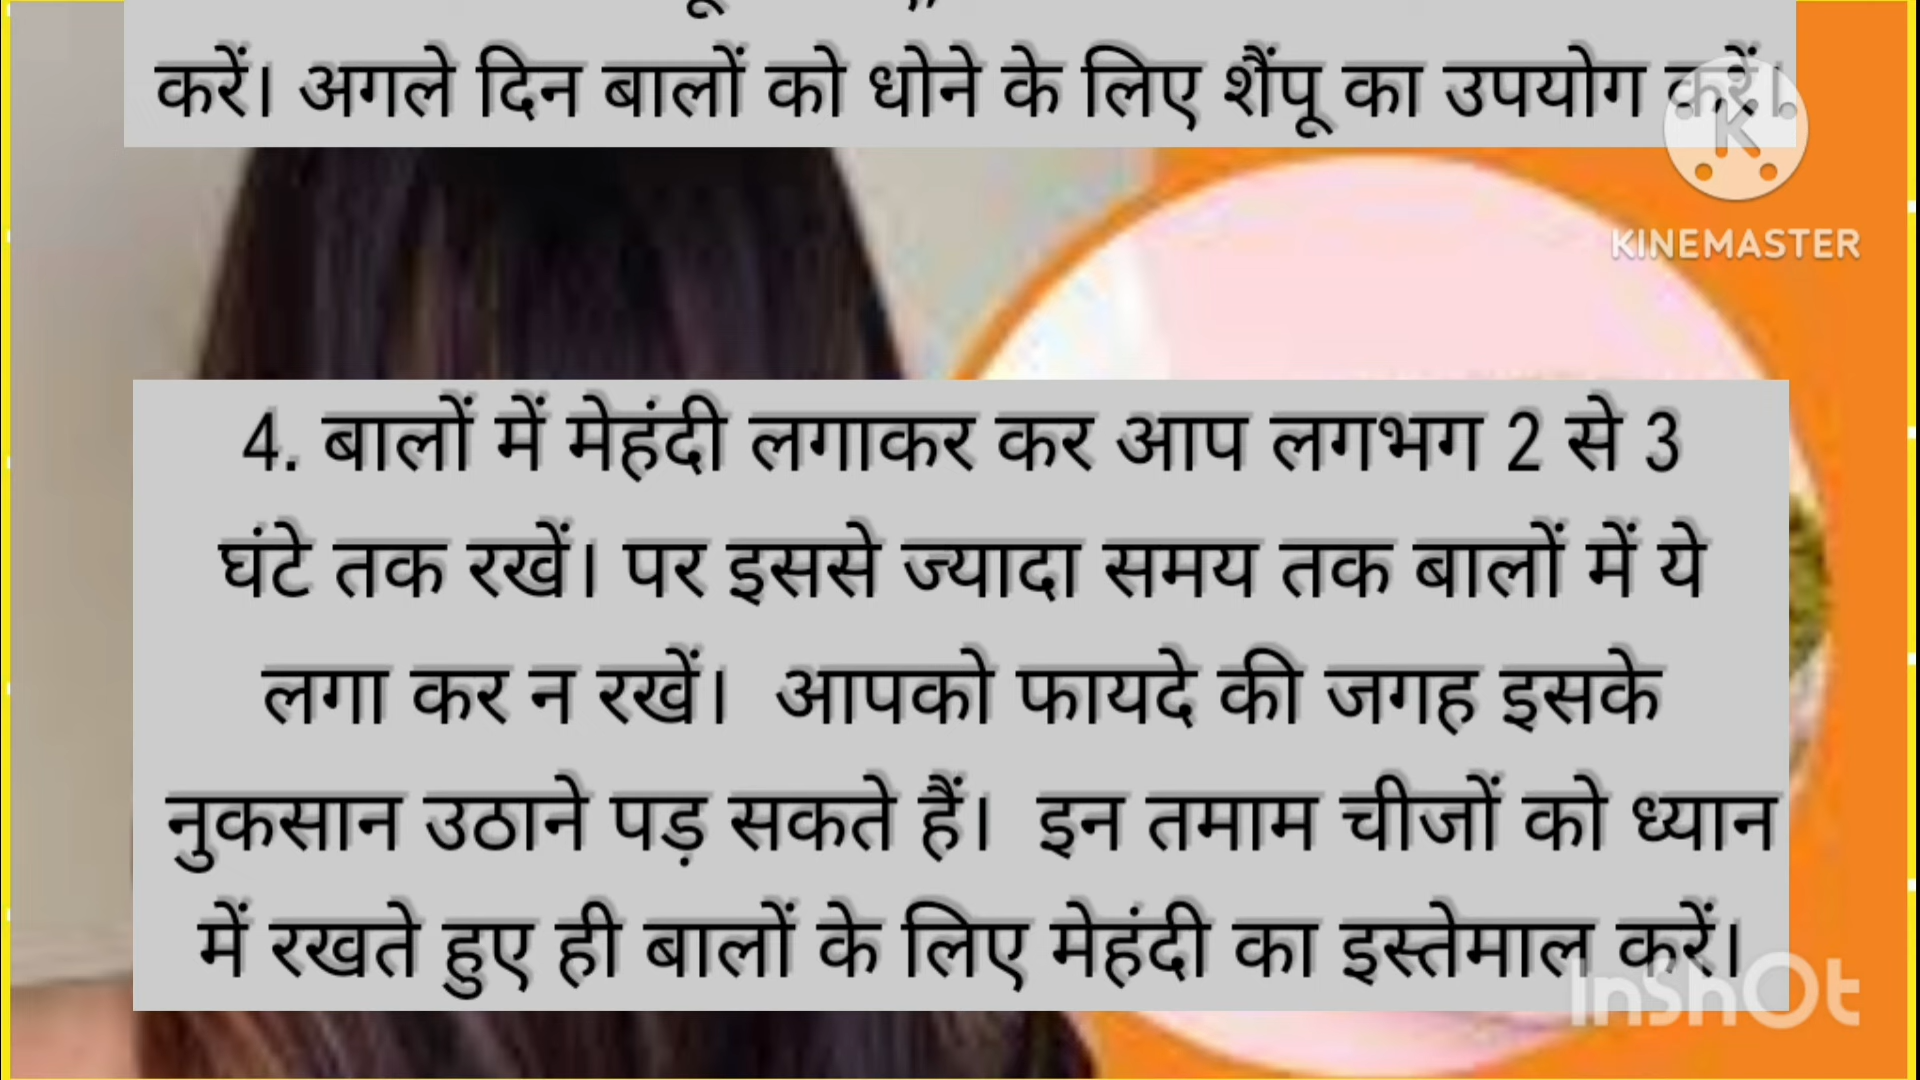 करें। अगले दिन बालों को धोने के लिए शैंपू का उपयोग करें।
K
KINEMASTER
4. बालों में मेहंदी लगाकर कर आप लगभग 2 से 3
घंटे तक रखें। पर इससे ज्यादा समय तक बालों में ये
लगा कर न रखें। आपको फायदे की जगह इसके
नुकसान उठाने पड़ सकते हैं। इन तमाम चीजों को ध्यान
में रखते हुए ही बालों के लिए मेहंदी का इस्तेमाल करें।
InShOt